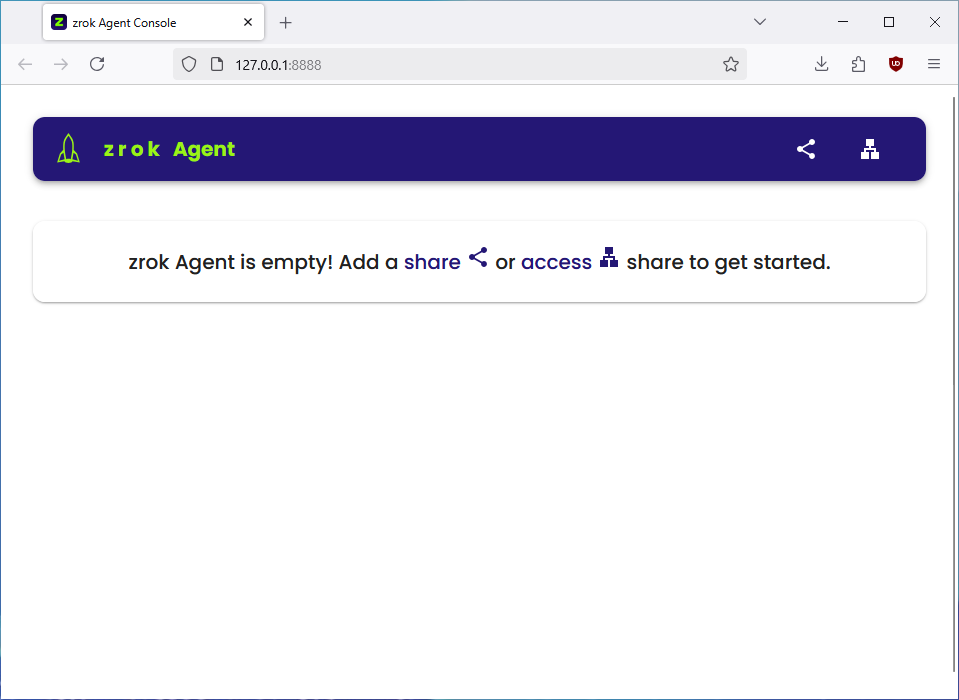 zrok Agent Console
127.0.0.1:8888
zrok Agent
zrok Agent is empty! Add a share or access share to get started.